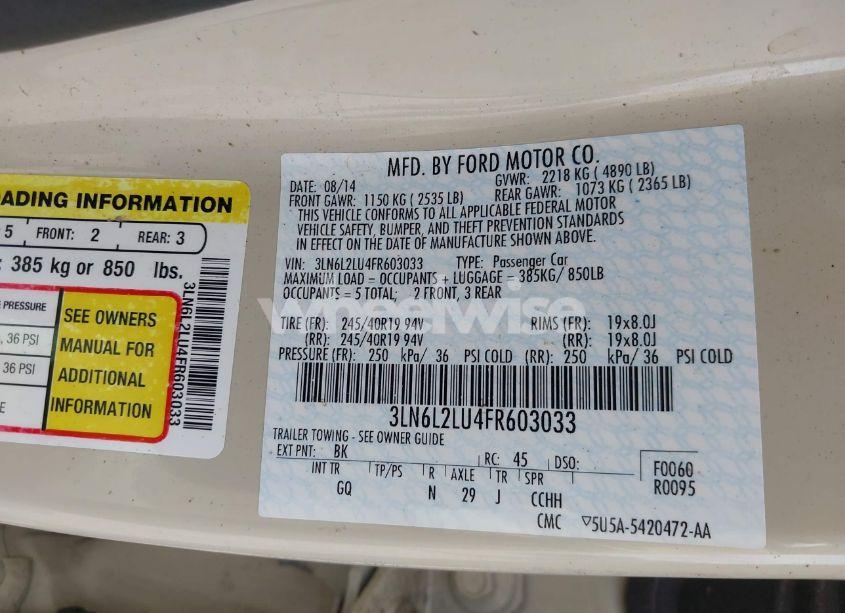 OADING INFORMATION
5 FRONT: 2 REAR: 3
: 385 kg or 850 lbs.
PRESSURE
, 36 PSI
36 PSI
SEE OWNERS
MANUAL FOR
ADDITIONAL
INFORMATION
3LN6L2LU4FR603033
MFD. BY FORD MOTOR CO.
DATE: 08/14 GVWR: 2218 KG ( 4890 LB)
FRONT GAWR: 1150 KG ( 2535 LB) REAR GAWR: 1073 KG ( 2365 LB)
THIS VEHICLE CONFORMS TO ALL APPLICABLE FEDERAL MOTOR
VEHICLE SAFETY, BUMPER, AND THEFT PREVENTION STANDARDS
IN EFFECT ON THE DATE OF MANUFACTURE SHOWN ABOVE.
VIN: 3LN6L2LU4FR603033 TYPE: Passenger Car
MAXIMUM LOAD = OCCUPANTS + LUGGAGE = 385KG/ 850LB
OCCUPANTS = 5 TOTAL; 2 FRONT, 3 REAR
wheelwise
TIRE (FR): 245/40R19 94V RIMS (FR): 19x8.0J
(RR): 245/40R19 94V (RR): 19x8.0J
PRESSURE (FR): 250 kPa/ 36 PSI COLD (RR): 250 kPa/ 36 PSI COLD
3LN6L2LU4FR603033
TRAILER TOWING - SEE OWNER GUIDE
EXT PNT: BK RC: 45 DSO: F0060
INT TR TP/PS R AXLE TR SPR R0095
GQ N 29 J CCHH
CMC ▽5U5A-5420472-AA